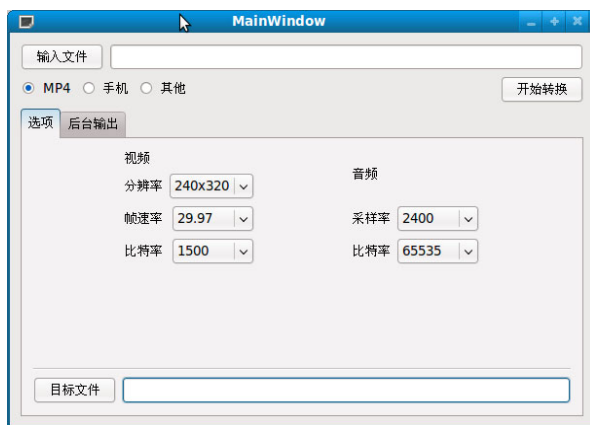 MainWindow
输入文件
MP4 手机 其他 开始转换
选项 后台输出
视频
音频
分辨率 240x320
帧速率 29.97 采样率 2400
比特率 1500 比特率 65535
目标文件